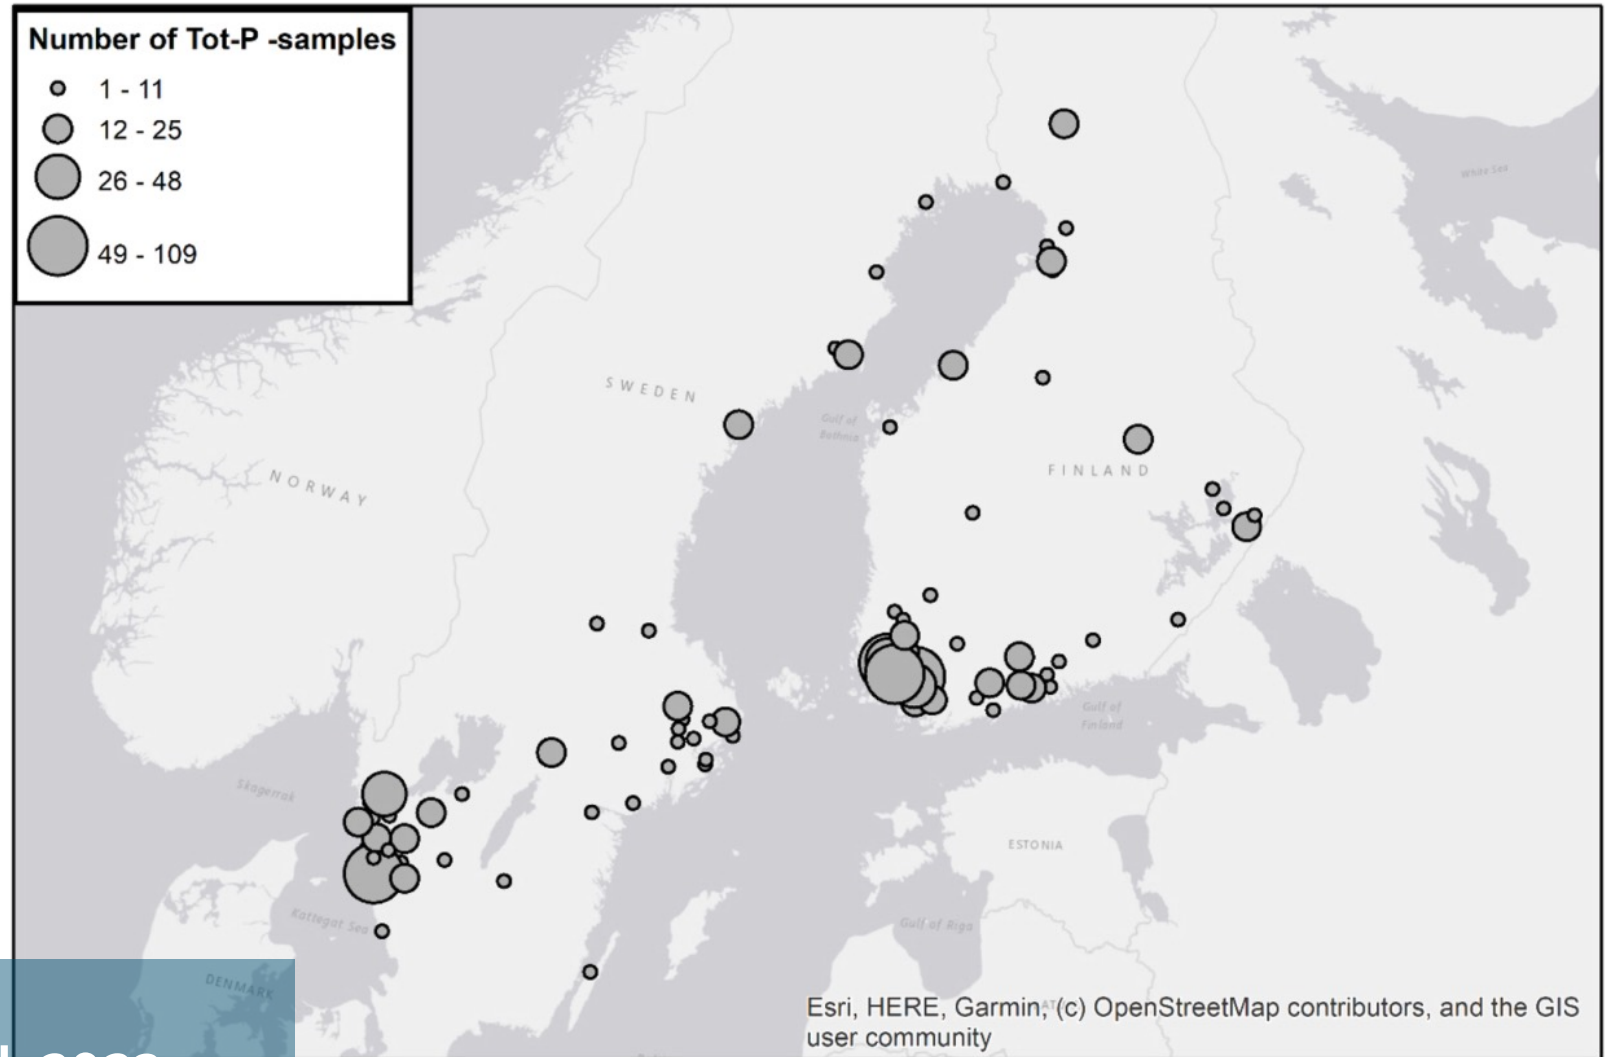 Number of Tot-P -samples
1 - 11
12 - 25
26 - 48
49 - 109
White Sea
SWEDEN
Gulf of
Bothnia
NORWAY
FINLAND
Gulf of
Finland
Skagerrak
ESTONIA
Kattegat Sea
Gulf of Riga
DENMARK
Esri, HERE, Garmin, (c) OpenStreetMap contributors, and the GIS
user community